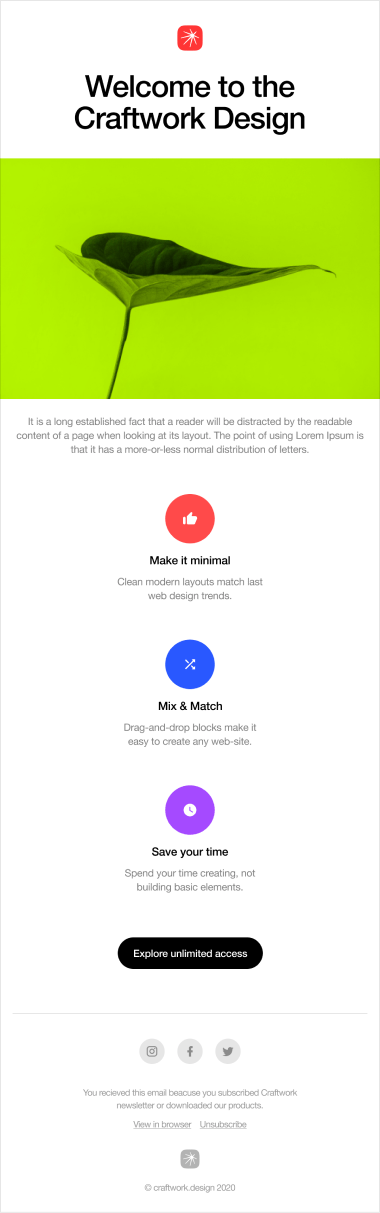 Welcome to the
Craftwork Design
It is a long established fact that a reader will be distracted by the readable
content of a page when looking at its layout. The point of using Lorem Ipsum is
that it has a more-or-less normal distribution of letters.
Make it minimal
Clean modern layouts match last
web design trends.
Mix & Match
Drag-and-drop blocks make it
easy to create any web-site.
Save your time
Spend your time creating, not
building basic elements.
Explore unlimited access
You recieved this email beacuse you subscribed Craftwork
newsletter or downloaded our products.
View in browser Unsubscribe
© craftwork.design 2020